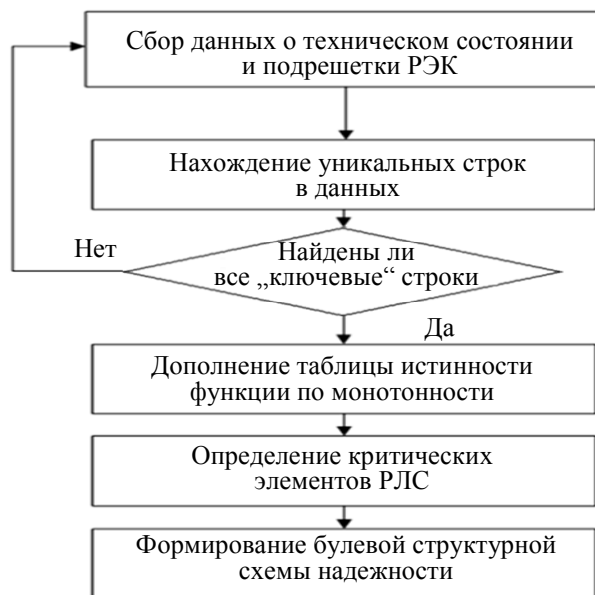 Сбор данных о техническом состоянии
и подрешетки РЭК
Нахождение уникальных строк
в данных
Нет
Найдены ли
все „ключевые“ строки
Да
Дополнение таблицы истинности
функции по монотонности
Определение критических
элементов РЛС
Формирование булевой структурной
схемы надежности